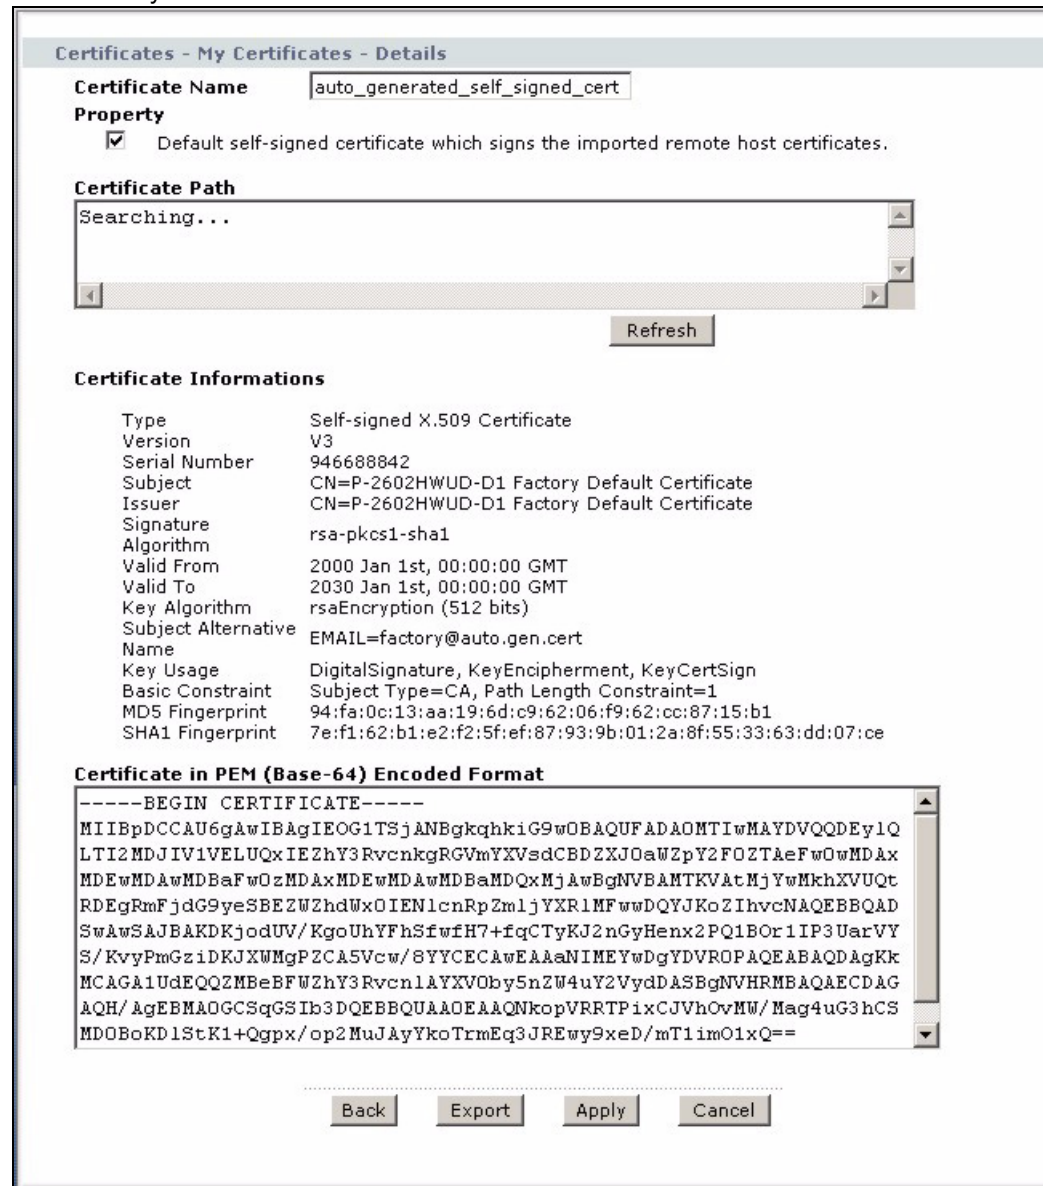 Certificates - My Certificates - Details
Certificate Name auto_generated_self_signed_cert
Property
Default self-signed certificate which signs the imported remote host certificates.
Certificate Path
Searching...
Refresh
Certificate Informations
Type Self-signed X.509 Certificate
Version V3
Serial Number 946688842
Subject CN=P-2602HWUD-D1 Factory Default Certificate
Issuer CN=P-2602HWUD-D1 Factory Default Certificate
Signature
Algorithm rsa-pkcs1-sha1
Valid From 2000 Jan 1st, 00:00:00 GMT
Valid To 2030 Jan 1st, 00:00:00 GMT
Key Algorithm rsaEncryption (512 bits)
Subject Alternative
Name EMAIL=factory@auto.gen.cert
Key Usage DigitalSignature, KeyEncipherment, KeyCertSign
Basic Constraint Subject Type=CA, Path Length Constraint=1
MD5 Fingerprint 94:fa:0c:13:aa:19:6d:c9:62:06:f9:62:cc:87:15:b1
SHA1 Fingerprint 7e:f1:62:b1:e2:f2:5f:ef:87:93:9b:01:2a:8f:55:33:63:dd:07:ce
Certificate in PEM (Base-64) Encoded Format
-----BEGIN CERTIFICATE-----
MIIBpDCCAU6gAwIBAgIEOG1TSjANBgkqhkiG9w0BAQUFADA0MTIwMAYDVQQDEylQ
LTI2MDJIV1VELUQxIEZhY3RvcnkgRGVmYXVsdCBDZXJ0aWZpY2F0ZTAeFw0wMDAx
MDEwMDAwMDBaFw0zMDAxMDEwMDAwMDBaMDQxMjAwBgNVBAMTKVAtMjYwMkhXVUQt
RDEgRmFjdG9yeSBEZWZhdWx0IENlcnRpZmljYXRlMFwwDQYJKoZIhvcNAQEBBQAD
SwAwSAJBAKDKjodUV/KgoUhYFhSfwfH7+fqCTyKJ2nGyHenx2PQ1BOr1IP3UarVY
S/KvyPmGziDKJXWMgPZCA5Vcw/8YYCECAwEAAaNIMEYwDgYDVR0PAQEABAQDAgKk
MCAGA1UdEQQZMBeBFWZhY3RvcnlAYXV0by5nZW4uY2VydDASBgNVHRMBAQAECDAG
AQH/AgEBMA0GCSqGSIb3DQEBBQUAA0EAAQNkopVRRTPixCJVhOvMW/Mag4uG3hCS
MDOBoKDlStK1+Qgpx/op2MuJAyYkoTrmEq3JREwy9xeD/mT1imO1xQ==
Back Export Apply Cancel